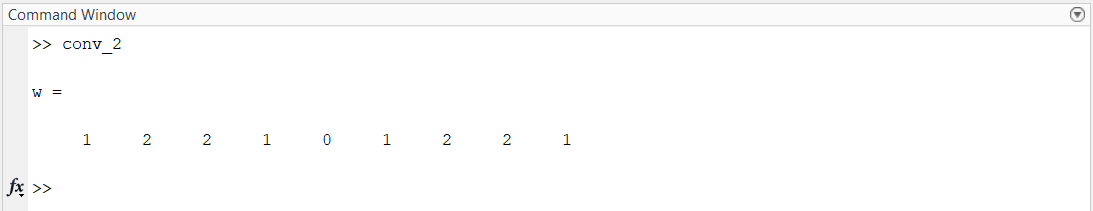 Command Window
>> conv_2
w =
1 2 2 1 0 1 2 2 1
fx >>